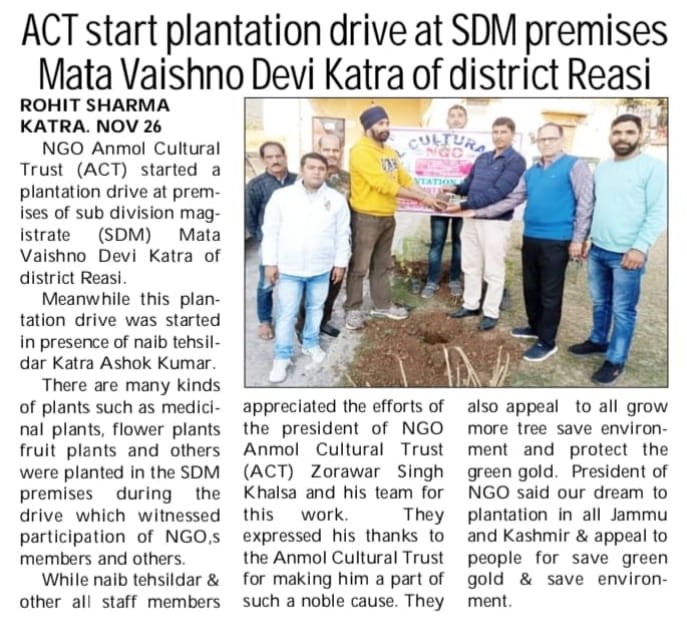 ACT start plantation drive at SDM premises
Mata Vaishno Devi Katra of district Reasi
ROHIT SHARMA
KATRA. NOV 26
NGO Anmol Cultural
Trust (ACT) started a
plantation drive at prem-
ises of sub division mag-
istrate (SDM) Mata
Vaishno Devi Katra of
district Reasi.
Meanwhile this plan-
tation drive was started
in presence of naib tehsil-
dar Katra Ashok Kumar.
There are many kinds
of plants such as medici-
nal plants, flower plants
fruit plants and others
were planted in the SDM
premises during the
drive which witnessed
participation of NGO,s
members and others.
While naib tehsildar &
other all staff members
CULTURA
NGO
appreciated the efforts of
the president of NGO
Anmol Cultural Trust
(ACT) Zorawar Singh
Khalsa and his team for
this work. They
expressed his thanks to
the Anmol Cultural Trust
for making him a part of
such a noble cause. They
also appeal to all grow
more tree save environ-
ment and protect the
green gold. President of
NGO said our dream to
plantation in all Jammu
and Kashmir & appeal to
people for save green
gold & save environ-
ment.